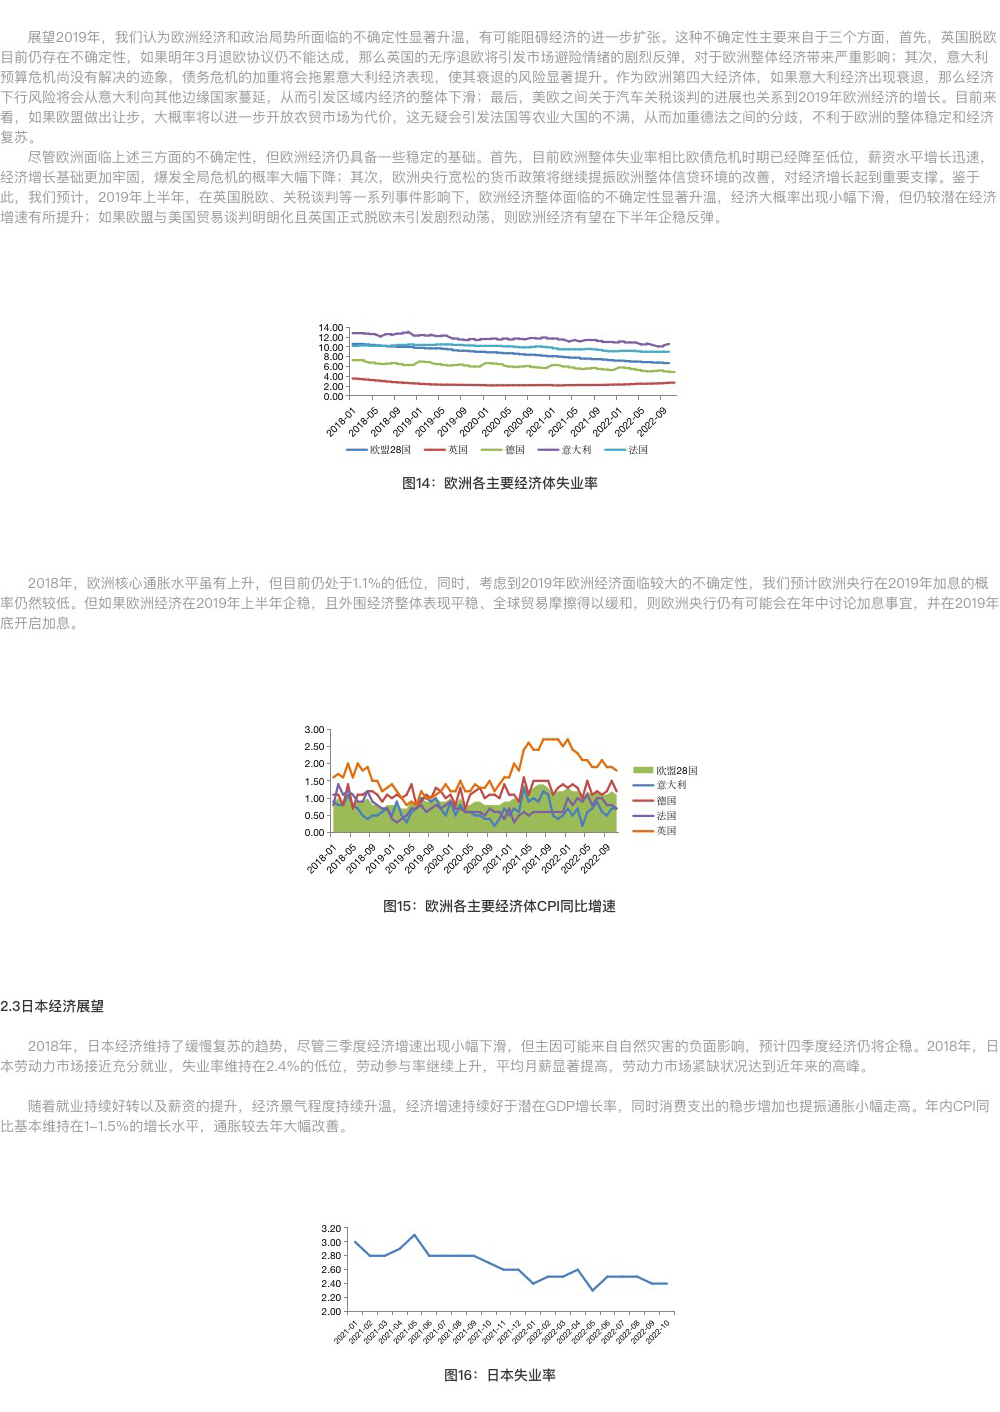 展望2019年，我们认为欧洲经济和政治局势所面临的不确定性显著升温，有可能阻碍经济的进一步扩张。这种不确定性主要来自于三个方面，首先，英国脱欧
目前仍存在不确定性，如果明年3月退欧协议仍不能达成，那么英国的无序退欧将引发市场避险情绪的剧烈反弹，对于欧洲整体经济带来严重影响；其次，意大利
预算危机尚没有解决的迹象，债务危机的加重将会拖累意大利经济表现，使其衰退的风险显著提升。作为欧洲第四大经济体，如果意大利经济出现衰退，那么经济
下行风险将会从意大利向其他边缘国家蔓延，从而引发区域内经济的整体下滑；最后，美欧之间关于汽车关税谈判的进展也关系到2019年欧洲经济的增长。目前来
看，如果欧盟做出让步，大概率将以进一步开放农贸市场为代价，这无疑会引发法国等农业大国的不满，从而加重德法之间的分歧，不利于欧洲的整体稳定和经济
复苏。
尽管欧洲面临上述三方面的不确定性，但欧洲经济仍具备一些稳定的基础。首先，目前欧洲整体失业率相比欧债危机时期已经降至低位，薪资水平增长迅速，
经济增长基础更加牢固，爆发全局危机的概率大幅下降；其次，欧洲央行宽松的货币政策将继续提振欧洲整体信贷环境的改善，对经济增长起到重要支撑。鉴于
此，我们预计，2019年上半年，在英国脱欧、关税谈判等一系列事件影响下，欧洲经济整体面临的不确定性显著升温，经济大概率出现小幅下滑，但仍较潜在经济
增速有所提升；如果欧盟与美国贸易谈判明朗化且英国正式脱欧未引发剧烈动荡，则欧洲经济有望在下半年企稳反弹。
14.00
12.00
10.00
8.00
6.00
4.00
2.00
0.00
2018-01 2018-05 2018-09 2019-01 2019-05 2019-09 2020-01 2020-05 2020-09 2021-01 2021-05 2021-09 2022-01 2022-05 2022-09
欧盟28国 英国 德国 意大利 法国
图14：欧洲各主要经济体失业率
2018年，欧洲核心通胀水平虽有上升，但目前仍处于1.1%的低位，同时，考虑到2019年欧洲经济面临较大的不确定性，我们预计欧洲央行在2019年加息的概
率仍然较低。但如果欧洲经济在2019年上半年企稳，且外围经济整体表现平稳、全球贸易摩擦得以缓和，则欧洲央行仍有可能会在年中讨论加息事宜，并在2019年
底开启加息。
3.00
2.50
2.00
1.50
1.00
0.50
0.00
2018-01 2018-05 2018-09 2019-01 2019-05 2019-09 2020-01 2020-05 2020-09 2021-01 2021-05 2021-09 2022-01 2022-05 2022-09
欧盟28国
意大利
德国
法国
英国
图15：欧洲各主要经济体CPI同比增速
2.3日本经济展望
2018年，日本经济维持了缓慢复苏的趋势，尽管三季度经济增速出现小幅下滑，但主因可能来自自然灾害的负面影响，预计四季度经济仍将企稳。2018年，日
本劳动力市场接近充分就业，失业率维持在2.4%的低位，劳动参与率继续上升，平均月薪显著提高，劳动力市场紧缺状况达到近年来的高峰。
随着就业持续好转以及薪资的提升，经济景气程度持续升温，经济增速持续好于潜在GDP增长率，同时消费支出的稳步增加也提振通胀小幅走高。年内CPI同
比基本维持在1-1.5%的增长水平，通胀较去年大幅改善。
3.20
3.00
2.80
2.60
2.40
2.20
2.00
2021-01 2021-02 2021-03 2021-04 2021-05 2021-06 2021-07 2021-08 2021-09 2021-10 2021-11 2021-12 2022-01 2022-02 2022-03 2022-04 2022-05 2022-06 2022-07 2022-08 2022-09 2022-10
图16：日本失业率